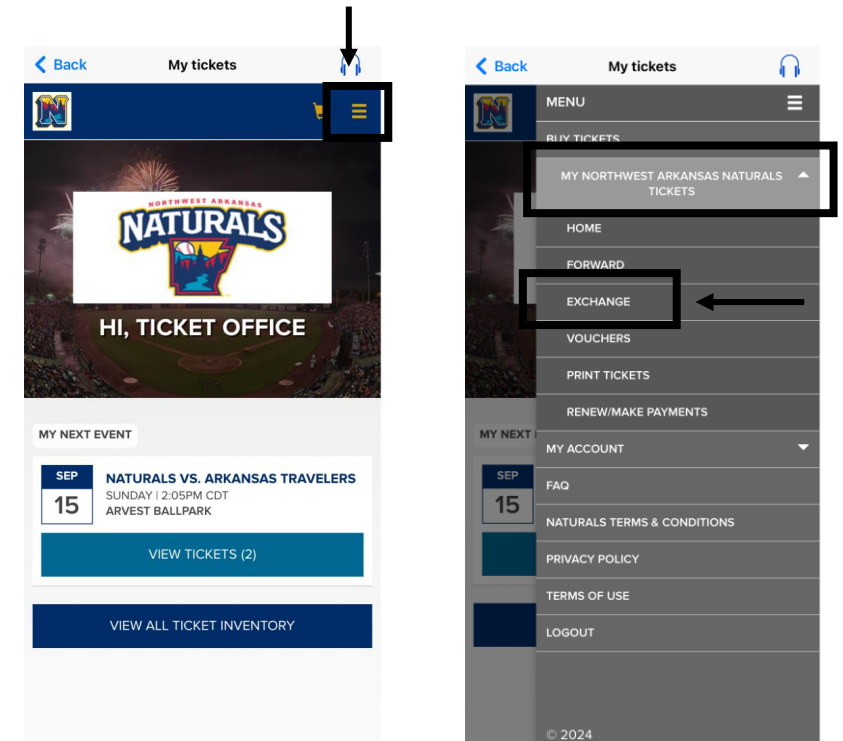 Back
My tickets
N
NORTHWEST ARKANSAS
NATURALS
HI, TICKET OFFICE
MY NEXT EVENT
SEP
15
NATURALS VS. ARKANSAS TRAVELERS
SUNDAY | 2:05PM CDT
ARVEST BALLPARK
VIEW TICKETS (2)
VIEW ALL TICKET INVENTORY
Back
My tickets
N
MENU
BUY TICKETS
MY NORTHWEST ARKANSAS NATURALS
TICKETS
HOME
FORWARD
EXCHANGE
VOUCHERS
PRINT TICKETS
RENEW/MAKE PAYMENTS
MY NEXT
MY ACCOUNT
SEP
15
FAQ
NATURALS TERMS & CONDITIONS
PRIVACY POLICY
TERMS OF USE
LOGOUT
© 2024